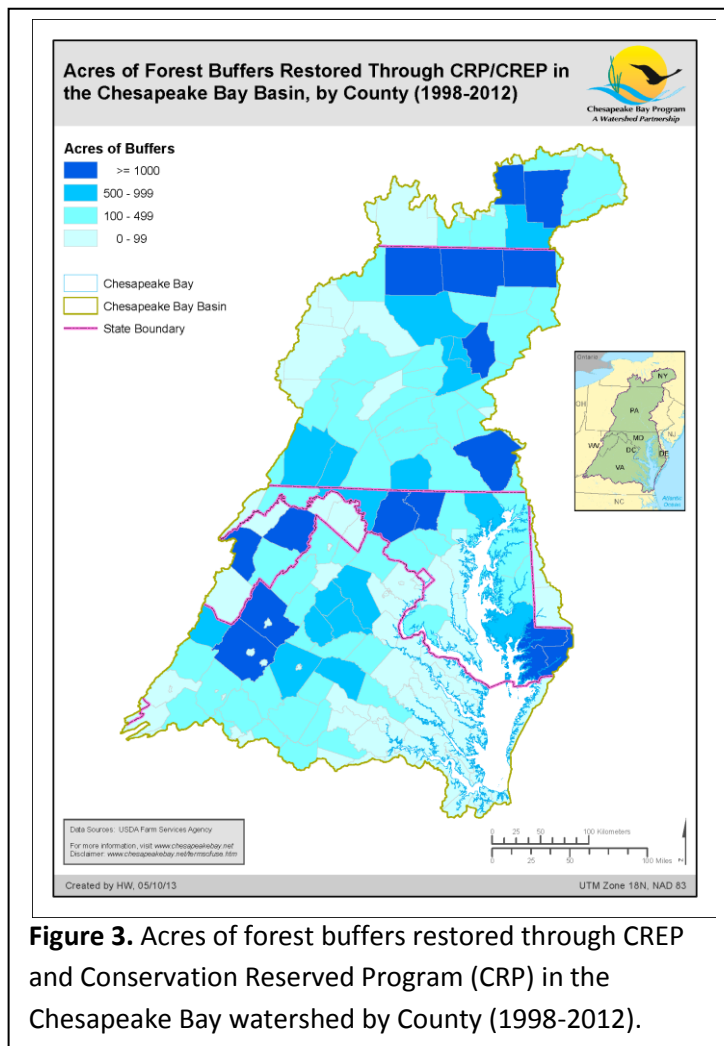 Acres of Forest Buffers Restored Through CRP/CREP in
the Chesapeake Bay Basin, by County (1998-2012)
Chesapeake Bay Program
A Watershed Partnership
Acres of Buffers
>= 1000
500 - 999
100 - 499
0 - 99
Chesapeake Bay
Chesapeake Bay Basin
State Boundary
Ontario
NY
PA
OH
NJ
MD
WV
DC
DE
VA
NC
Atlantic
Ocean
Data Sources: USDA Farm Services Agency
For more information, visit www.chesapeakebay.net
Disclaimer: www.chesapeakebay.net/termsofuse.htm
0 25 50 100 Kilometers
0 25 50 100 Miles
Z
Created by HW, 05/10/13
UTM Zone 18N, NAD 83
Figure 3. Acres of forest buffers restored through CREP
and Conservation Reserved Program (CRP) in the
Chesapeake Bay watershed by County (1998-2012).